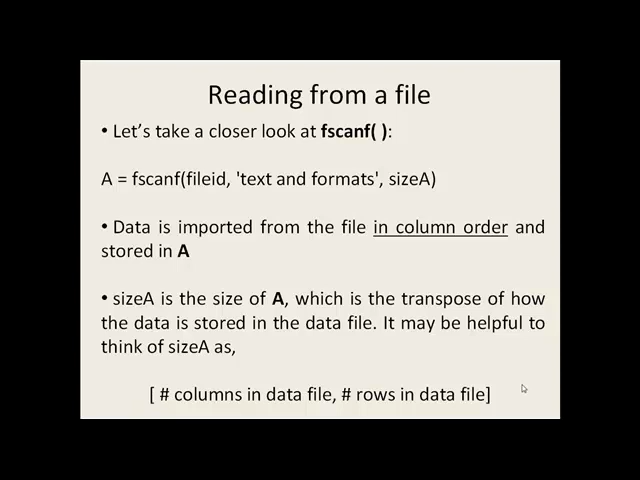 Reading from a file
• Let's take a closer look at fscanf( ):
A = fscanf(fileid, 'text and formats', sizeA)
• Data is imported from the file in column order and
stored in A
• sizeA is the size of A, which is the transpose of how
the data is stored in the data file. It may be helpful to
think of sizeA as,
[ # columns in data file, # rows in data file]